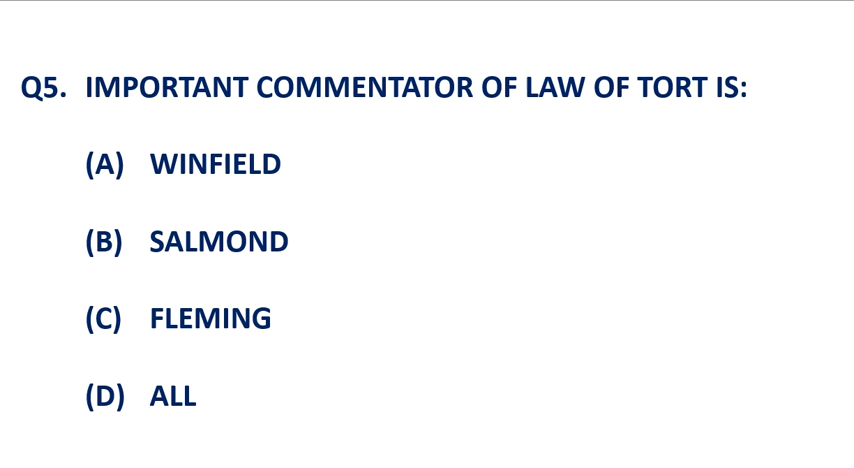 Q5. IMPORTANT COMMENTATOR OF LAW OF TORT IS:
(A) WINFIELD
(B) SALMOND
(C) FLEMING
(D) ALL